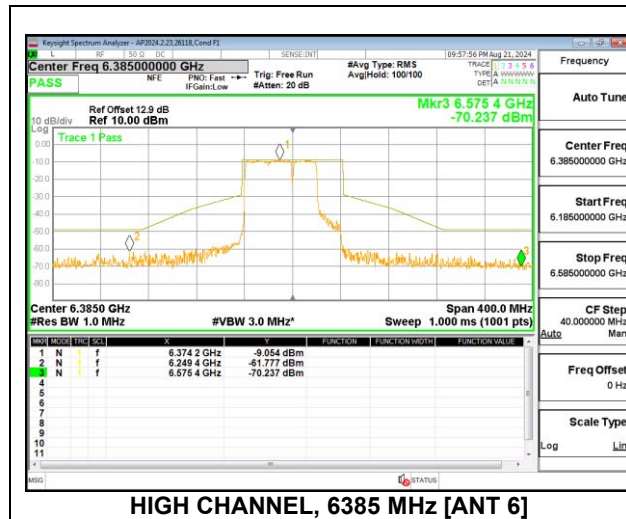 Keysight Spectrum Analyzer - AP2024.2.23,26118, Cond F1
L RF 50 Ω DC SENSE:INT 09:57:56 PM Aug 21, 2024
Center Freq 6.385000000 GHz
PASS
NFE
PNO: Fast
IFGain:Low
Trig: Free Run
#Atten: 20 dB
#Avg Type: RMS
Avg|Hold: 100/100
TRACE 1 2 3 4 5 6
TYPE A WWWWW
DET A N N N N N
Frequency
Auto Tune
Center Freq
6.385000000 GHz
Start Freq
6.185000000 GHz
Stop Freq
6.585000000 GHz
CF Step
40.000000 MHz
Auto Man
Freq Offset
0 Hz
Scale Type
Log Lin
Ref Offset 12.9 dB
Ref 10.00 dBm
10 dB/div
Log
Mkr3 6.575 4 GHz
-70.237 dBm
Trace 1 Pass
0.00
-10.0
-20.0
-30.0
-40.0
-50.0
-60.0
-70.0
-80.0
1
2
3
Center 6.3850 GHz
Span 400.0 MHz
#Res BW 1.0 MHz
#VBW 3.0 MHz*
Sweep 1.000 ms (1001 pts)
MKR MODE TRC SCL X Y FUNCTION FUNCTION WIDTH FUNCTION VALUE
1 N 1 f 6.374 2 GHz -9.054 dBm
2 N 1 f 6.249 4 GHz -61.777 dBm
3 N 1 f 6.575 4 GHz -70.237 dBm
4
5
6
7
8
9
10
11
MSG
STATUS
HIGH CHANNEL, 6385 MHz [ANT 6]